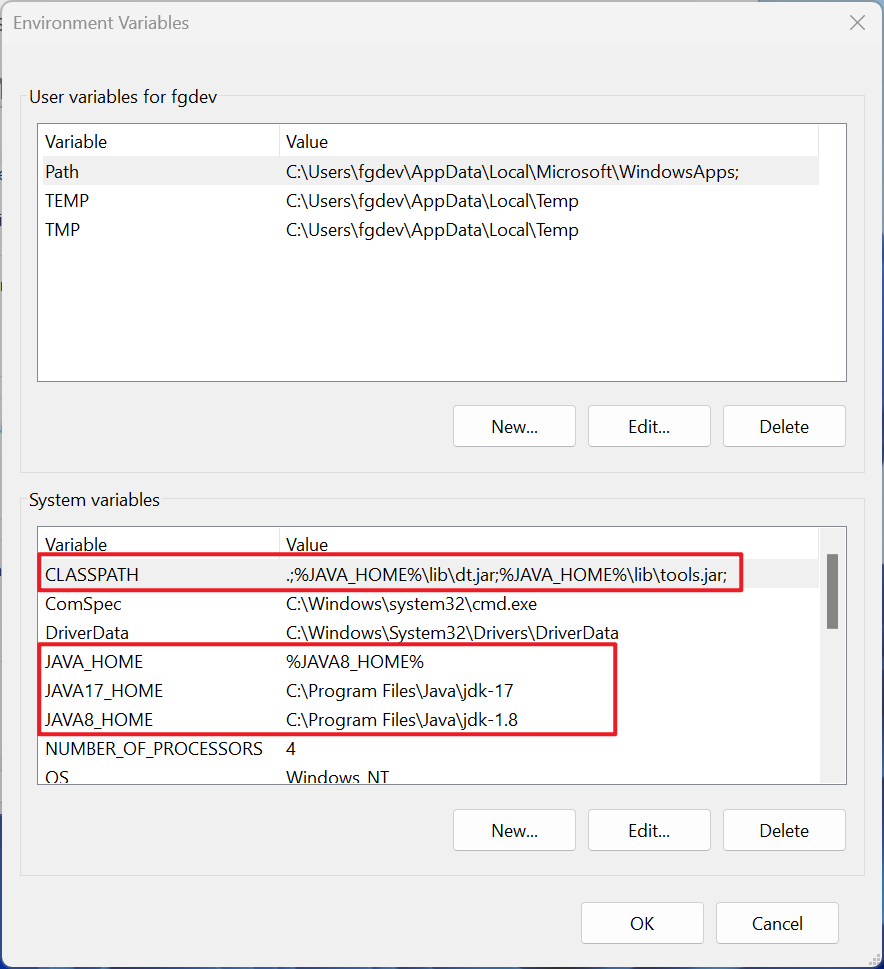 Environment Variables
User variables for fgdev
Variable Value
Path C:\Users\fgdev\AppData\Local\Microsoft\WindowsApps;
TEMP C:\Users\fgdev\AppData\Local\Temp
TMP C:\Users\fgdev\AppData\Local\Temp
New... Edit... Delete
System variables
Variable Value
CLASSPATH .;%JAVA_HOME%\lib\dt.jar;%JAVA_HOME%\lib\tools.jar;
ComSpec C:\Windows\system32\cmd.exe
DriverData C:\Windows\System32\Drivers\DriverData
JAVA_HOME %JAVA8_HOME%
JAVA17_HOME C:\Program Files\Java\jdk-17
JAVA8_HOME C:\Program Files\Java\jdk-1.8
NUMBER_OF_PROCESSORS 4
OS Windows_NT
New... Edit... Delete
OK Cancel